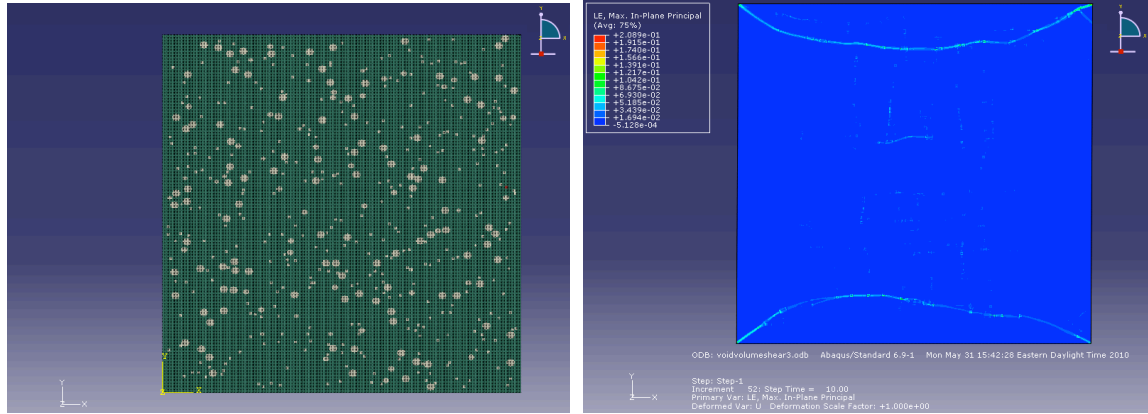 Y
X
Y
Z
X
Y
Z
X
LE, Max. In-Plane Principal
(Avg: 75%)
+2.089e-01
+1.915e-01
+1.740e-01
+1.566e-01
+1.391e-01
+1.217e-01
+1.042e-01
+8.675e-02
+6.930e-02
+5.185e-02
+3.439e-02
+1.694e-02
-5.128e-04
Y
X
ODB: voidvolumeshear3.odb Abaqus/Standard 6.9-1 Mon May 31 15:42:28 Eastern Daylight Time 2010
Y
Z
X
Step: Step-1
Increment 52: Step Time = 10.00
Primary Var: LE, Max. In-Plane Principal
Deformed Var: U Deformation Scale Factor: +1.000e+00